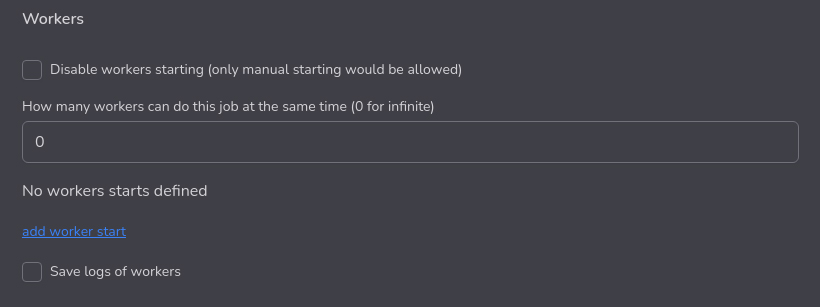 Workers
Disable workers starting (only manual starting would be allowed)
How many workers can do this job at the same time (0 for infinite)
0
No workers starts defined
add worker start
Save logs of workers